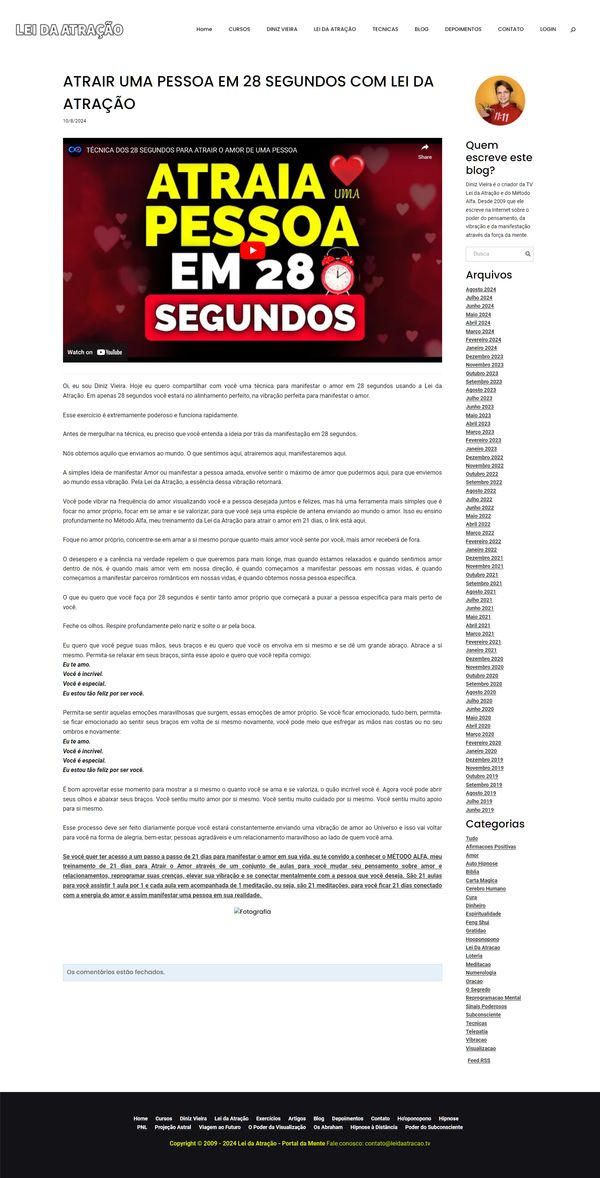 LEI DA ATRAÇÃO
Home CURSOS DINIZ VIEIRA LEI DA ATRAÇÃO TECNICAS BLOG DEPOIMENTOS CONTATO LOGIN
ATRAIR UMA PESSOA EM 28 SEGUNDOS COM LEI DA
ATRAÇÃO
10/8/2024
TÉCNICA DOS 28 SEGUNDOS PARA ATRAIR O AMOR DE UMA PESSOA
Share
ATRAIA
UMA
PESSOA
EM 28
SEGUNDOS
Watch on YouTube
Oi, eu sou Diniz Vieira. Hoje eu quero compartilhar com você uma técnica para manifestar o amor em 28 segundos usando a Lei da
Atração. Em apenas 28 segundos você estará no alinhamento perfeito, na vibração perfeita para manifestar o amor.
Esse exercício é extremamente poderoso e funciona rapidamente.
Antes de mergulhar na técnica, eu preciso que você entenda a ideia por trás da manifestação em 28 segundos.
Nós obtemos aquilo que enviamos ao mundo. O que sentimos aqui, atrairemos aqui, manifestaremos aqui.
A simples ideia de manifestar Amor ou manifestar a pessoa amada, envolve sentir o máximo de amor que pudermos aqui, para que enviemos
ao mundo essa vibração. Pela Lei da Atração, a essência dessa vibração retornará.
Você pode vibrar na frequência do amor visualizando você e a pessoa desejada juntos e felizes, mas há uma ferramenta mais simples que é
focar no amor próprio, focar em se amar e se valorizar, para que você seja uma espécie de antena enviando amor ao mundo. Isso eu ensino
profundamente no Método Alfa, meu treinamento da Lei da Atração para atrair o amor em 21 dias, o link está aqui.
Foque no amor próprio, concentre-se em amar a si mesmo porque quanto mais amor você sente por você, mais amor receberá de fora.
O desespero e a carência na verdade repelem o que queremos para mais longe, mas quando estamos relaxados e quando sentimos amor
dentro de nós, é quando mais amor vem em nossa direção, é quando começamos a manifestar pessoas em nossas vidas, é quando
começamos a manifestar parceiros românticos em nossas vidas, é quando obtemos nossa pessoa específica.
O que eu quero que você faça por 28 segundos é sentir tanto amor próprio que começará a puxar a pessoa específica para mais perto de
você.
Feche os olhos. Respire profundamente pelo nariz e solte o ar pela boca.
Eu quero que você pegue suas mãos, seus braços e eu quero que você os envolva em si mesmo e se dê um grande abraço. Abrace a si
mesmo. Permita-se relaxar em seus braços, sinta esse apoio e quero que você repita comigo:
Eu te amo.
Você é incrível.
Você é especial.
Eu estou tão feliz por ser você.
Permita-se sentir aquelas emoções maravilhosas que surgem, essas emoções de amor próprio. Se você ficar emocionado, tudo bem, permita-
se ficar emocionado ao sentir seus braços em volta de si mesmo novamente, você pode meio que esfregar as mãos nas costas ou no seu
ombros e novamente:
Eu te amo.
Você é incrível.
Você é especial.
Eu estou tão feliz por ser você.
É bom aproveitar esse momento para mostrar a si mesmo o quanto você se ama e se valoriza, o quão incrível você é. Agora você pode abrir
seus olhos e abaixar seus braços. Você sentiu muito amor por si mesmo. Você sentiu muito cuidado por si mesmo. Você sentiu muito apoio
para si mesmo.
Esse processo deve ser feito diariamente porque você estará constantemente enviando uma vibração de amor ao Universo e isso vai voltar
para você na forma de alegria, bem-estar, pessoas agradáveis e um relacionamento maravilhoso ao lado de quem você ama.
Se você quer ter acesso a um passo a passo de 21 dias para manifestar o amor em sua vida, eu te convido a conhecer o MÉTODO ALFA, meu
treinamento de 21 dias para Atrair o Amor através de um conjunto de aulas para você mudar seu pensamento sobre amor e
relacionamentos, reprogramar suas crenças, elevar sua vibração e se conectar mentalmente com a pessoa que você deseja. São 21 aulas
para você assistir 1 aula por 1 e cada aula vem acompanhada de 1 meditação, ou seja, são 21 meditações, para você ficar 21 dias conectado
com a energia do amor e assim manifestar uma pessoa em sua realidade.
Fotografia
Os comentários estão fechados.
11:11
Quem
escreve este
blog?
Diniz Vieira é o criador da TV
Lei da Atração e do Método
Alfa. Desde 2009 que ele
escreve na Internet sobre o
poder do pensamento, da
vibração e da manifestação
através da força da mente.
Busca
Arquivos
Agosto 2024
Julho 2024
Junho 2024
Maio 2024
Abril 2024
Março 2024
Fevereiro 2024
Janeiro 2024
Dezembro 2023
Novembro 2023
Outubro 2023
Setembro 2023
Agosto 2023
Julho 2023
Junho 2023
Maio 2023
Abril 2023
Março 2023
Fevereiro 2023
Janeiro 2023
Dezembro 2022
Novembro 2022
Outubro 2022
Setembro 2022
Agosto 2022
Julho 2022
Junho 2022
Maio 2022
Abril 2022
Março 2022
Fevereiro 2022
Janeiro 2022
Dezembro 2021
Novembro 2021
Outubro 2021
Setembro 2021
Agosto 2021
Julho 2021
Junho 2021
Maio 2021
Abril 2021
Março 2021
Fevereiro 2021
Janeiro 2021
Dezembro 2020
Novembro 2020
Outubro 2020
Setembro 2020
Agosto 2020
Julho 2020
Junho 2020
Maio 2020
Abril 2020
Março 2020
Fevereiro 2020
Janeiro 2020
Dezembro 2019
Novembro 2019
Outubro 2019
Setembro 2019
Agosto 2019
Julho 2019
Junho 2019
Categorias
Tudo
Afirmacoes Positivas
Amor
Auto Hipnose
Biblia
Carta Magica
Cerebro Humano
Cura
Dinheiro
Espiritualidade
Feng Shui
Gratidao
Hooponopono
Lei Da Atracao
Loteria
Meditacao
Numerologia
Oracao
O Segredo
Reprogramacao Mental
Sinais Poderosos
Subconsciente
Tecnicas
Telepatia
Vibracao
Visualizacao
Feed RSS
Home Cursos Diniz Vieira Lei da Atração Exercícios Artigos Blog Depoimentos Contato Ho'oponopono Hipnose
PNL Projeção Astral Viagem ao Futuro O Poder da Visualização Os Abraham Hipnose à Distância Poder do Subconsciente
Copyright © 2009 - 2024 Lei da Atração - Portal da Mente Fale conosco: contato@leidaatracao.tv